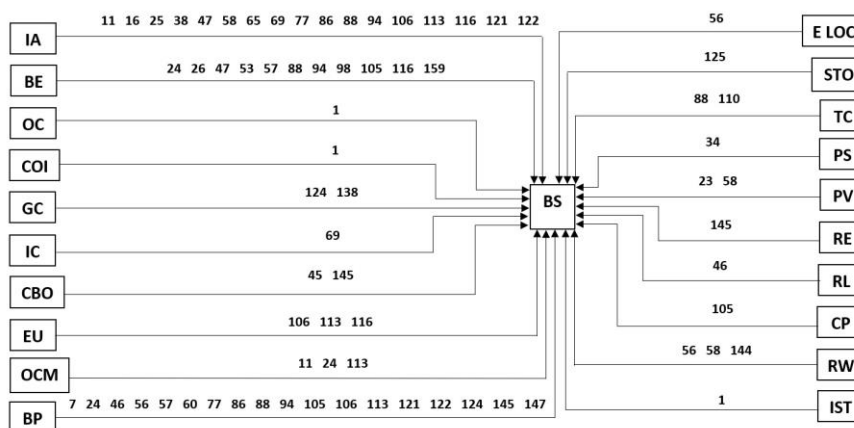 11 16 25 38 47 58 65 69 77 86 88 94 106 113 116 121 122
IA
24 26 47 53 57 88 94 98 105 116 159
BE
1
OC
1
COI
124 138
GC
69
IC
45 145
CBO
106 113 116
EU
11 24 113
OCM
7 24 46 56 57 60 77 86 88 94 105 106 113 121 122 124 145 147
BP
BS
56
E LOC
125
STO
88 110
TC
34
PS
23 58
PV
145
RE
46
RL
105
CP
56 58 144
RW
1
IST